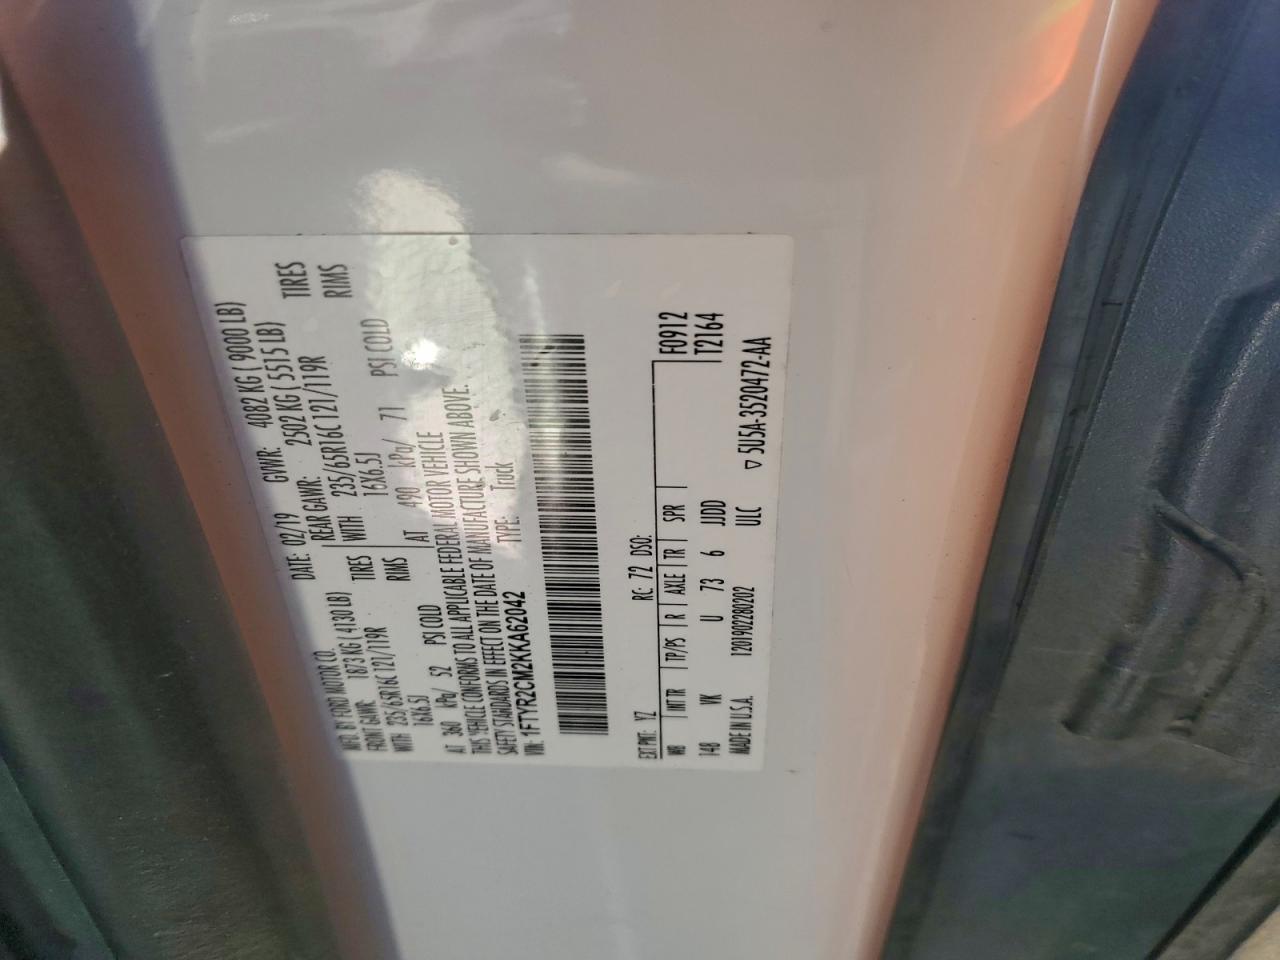 MFD. BY FORD MOTOR CO.
DATE: 02/19 GVWR: 4082 KG ( 9000 LB)
FRONT GAWR: 1873 KG ( 4130 LB) REAR GAWR: 2502 KG ( 5515 LB)
WITH 235/65R16C 121/119R TIRES WITH 235/65R16C 121/119R TIRES
16X6.5J RIMS 16X6.5J RIMS
AT 360 kPa/ 52 PSI COLD AT 490 kPa/ 71 PSI COLD
THIS VEHICLE CONFORMS TO ALL APPLICABLE FEDERAL MOTOR VEHICLE
SAFETY STANDARDS IN EFFECT ON THE DATE OF MANUFACTURE SHOWN ABOVE.
VIN: 1FTYR2CM2KKA62042 TYPE: Truck
EXT PNT: YZ RC: 72 DSO: F0912
WB INT TR TP/PS R AXLE TR SPR T2164
148 VK U 73 6 JJDD
MADE IN U.S.A. 1201902280202 ULC ▽ 5U5A-3520472-AA